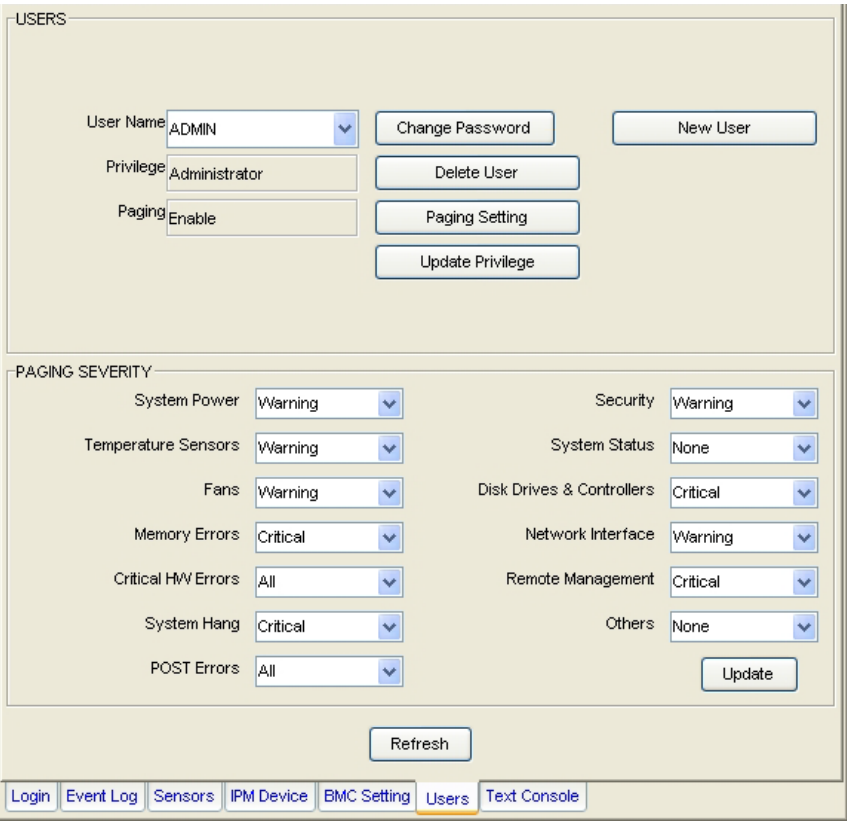 USERS
User Name ADMIN Change Password New User
Privilege Administrator Delete User
Paging Enable Paging Setting
Update Privilege
PAGING SEVERITY
System Power Warning Security Warning
Temperature Sensors Warning System Status None
Fans Warning Disk Drives & Controllers Critical
Memory Errors Critical Network Interface Warning
Critical HW Errors All Remote Management Critical
System Hang Critical Others None
POST Errors All Update
Refresh
Login Event Log Sensors IPM Device BMC Setting Users Text Console